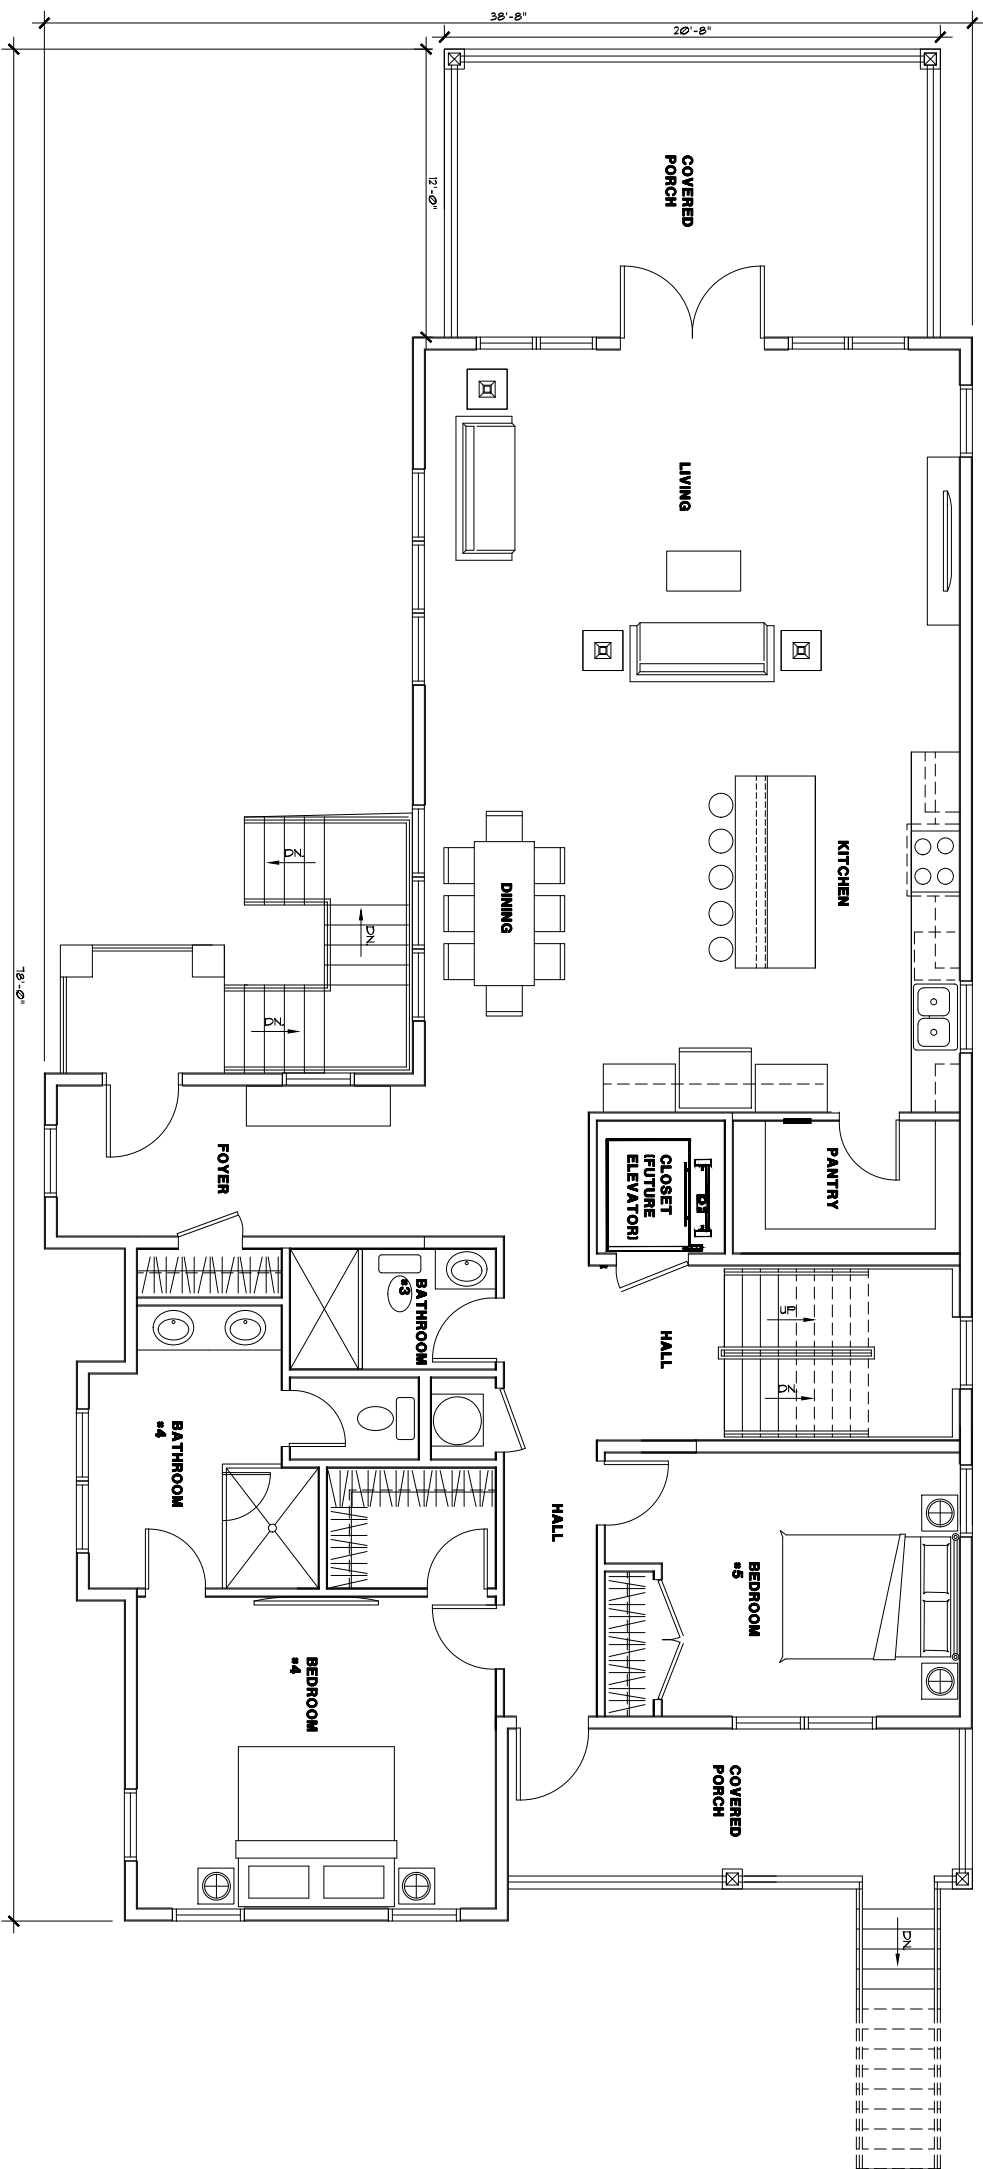 38'-8"
20'-8"
12'-0"
78'-0"
COVERED
PORCH
LIVING
KITCHEN
DINING
DN.
DN.
DN.
FOYER
PANTRY
CLOSET
(FUTURE
ELEVATOR)
BATHROOM
#3
HALL
UP
DN.
BATHROOM
#4
HALL
BEDROOM
#5
BEDROOM
#4
COVERED
PORCH
DN.